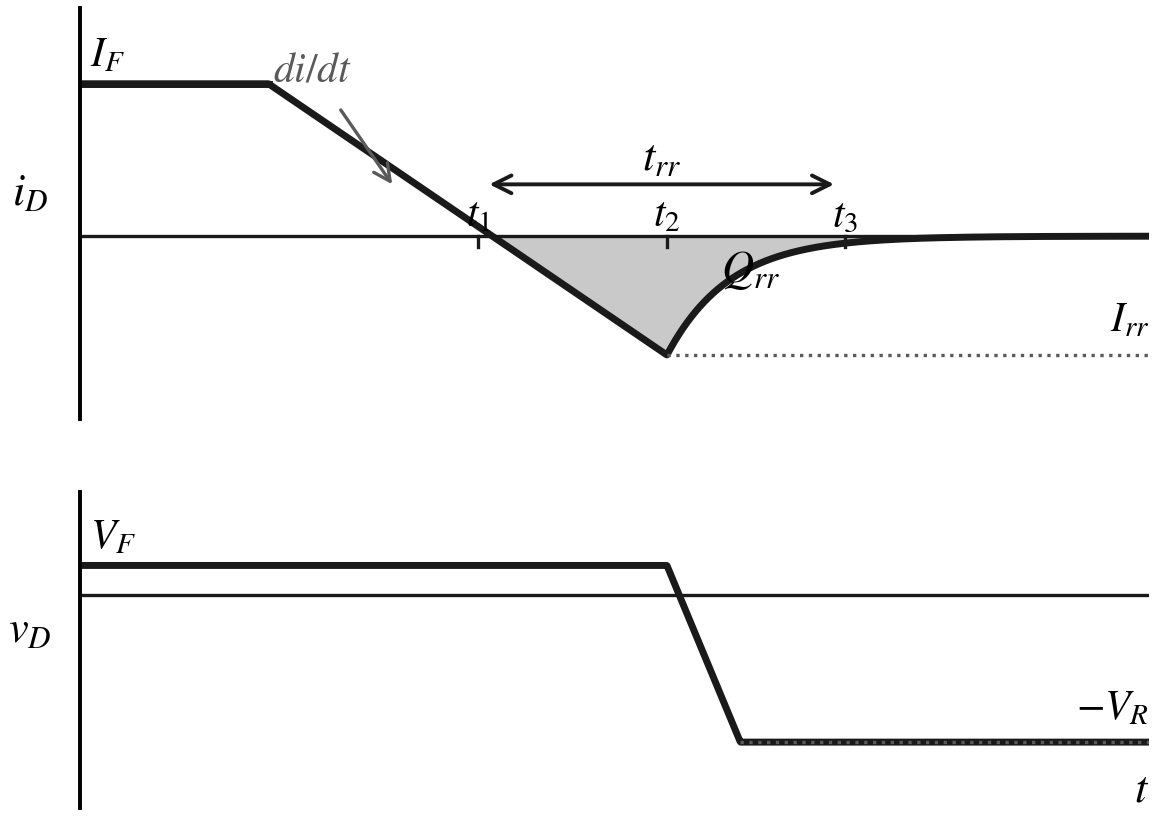 I_F
di/dt
t_rr
i_D
t_1
t_2
t_3
Q_rr
I_rr
V_F
v_D
−V_R
t